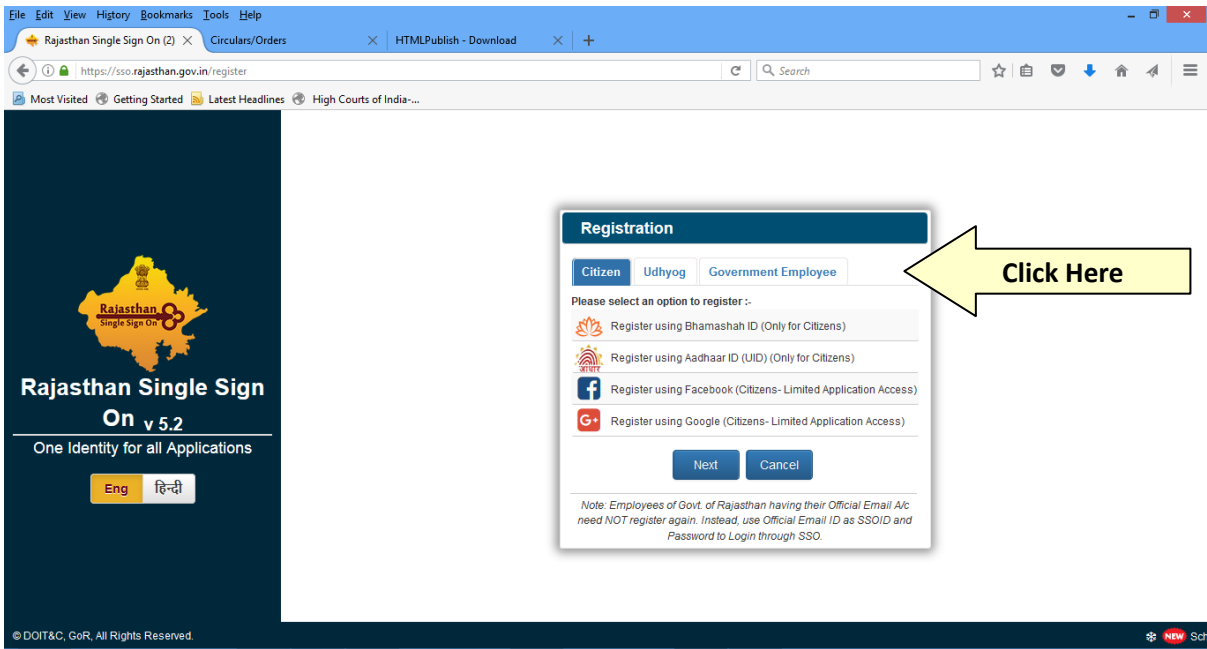 File Edit View History Bookmarks Tools Help
Rajasthan Single Sign On (2) Circulars/Orders HTMLPublish - Download
https://sso.rajasthan.gov.in/register Search
Most Visited Getting Started Latest Headlines High Courts of India-...
Registration
Citizen Udhyog Government Employee
Click Here
Please select an option to register :-
Register using Bhamashah ID (Only for Citizens)
आधार
Register using Aadhaar ID (UID) (Only for Citizens)
Register using Facebook (Citizens- Limited Application Access)
G+ Register using Google (Citizens- Limited Application Access)
Next Cancel
Note: Employees of Govt. of Rajasthan having their Official Email A/c
need NOT register again. Instead, use Official Email ID as SSOID and
Password to Login through SSO.
Rajasthan
Single Sign On
Rajasthan Single Sign
On v 5.2
One Identity for all Applications
Eng हिन्दी
© DOIT&C, GoR, All Rights Reserved.
NEW Sch